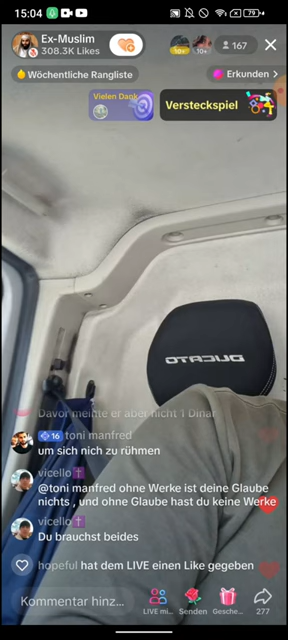 15:04
79
Ex-Muslim
308.3K Likes
10+
10+
167
Wöchentliche Rangliste
Erkunden >
Vielen Dank
Versteckspiel
DUCATO
Davor meinte er aber nicht 1 Dinar
16 toni manfred
um sich nich zu rühmen
vicello
@toni manfred ohne Werke ist deine Glaube
nichts , und ohne Glaube hast du keine Werke
vicello
Du brauchst beides
hopeful hat dem LIVE einen Like gegeben
Kommentar hinz...
LIVE mi...
Senden
Gesche...
277